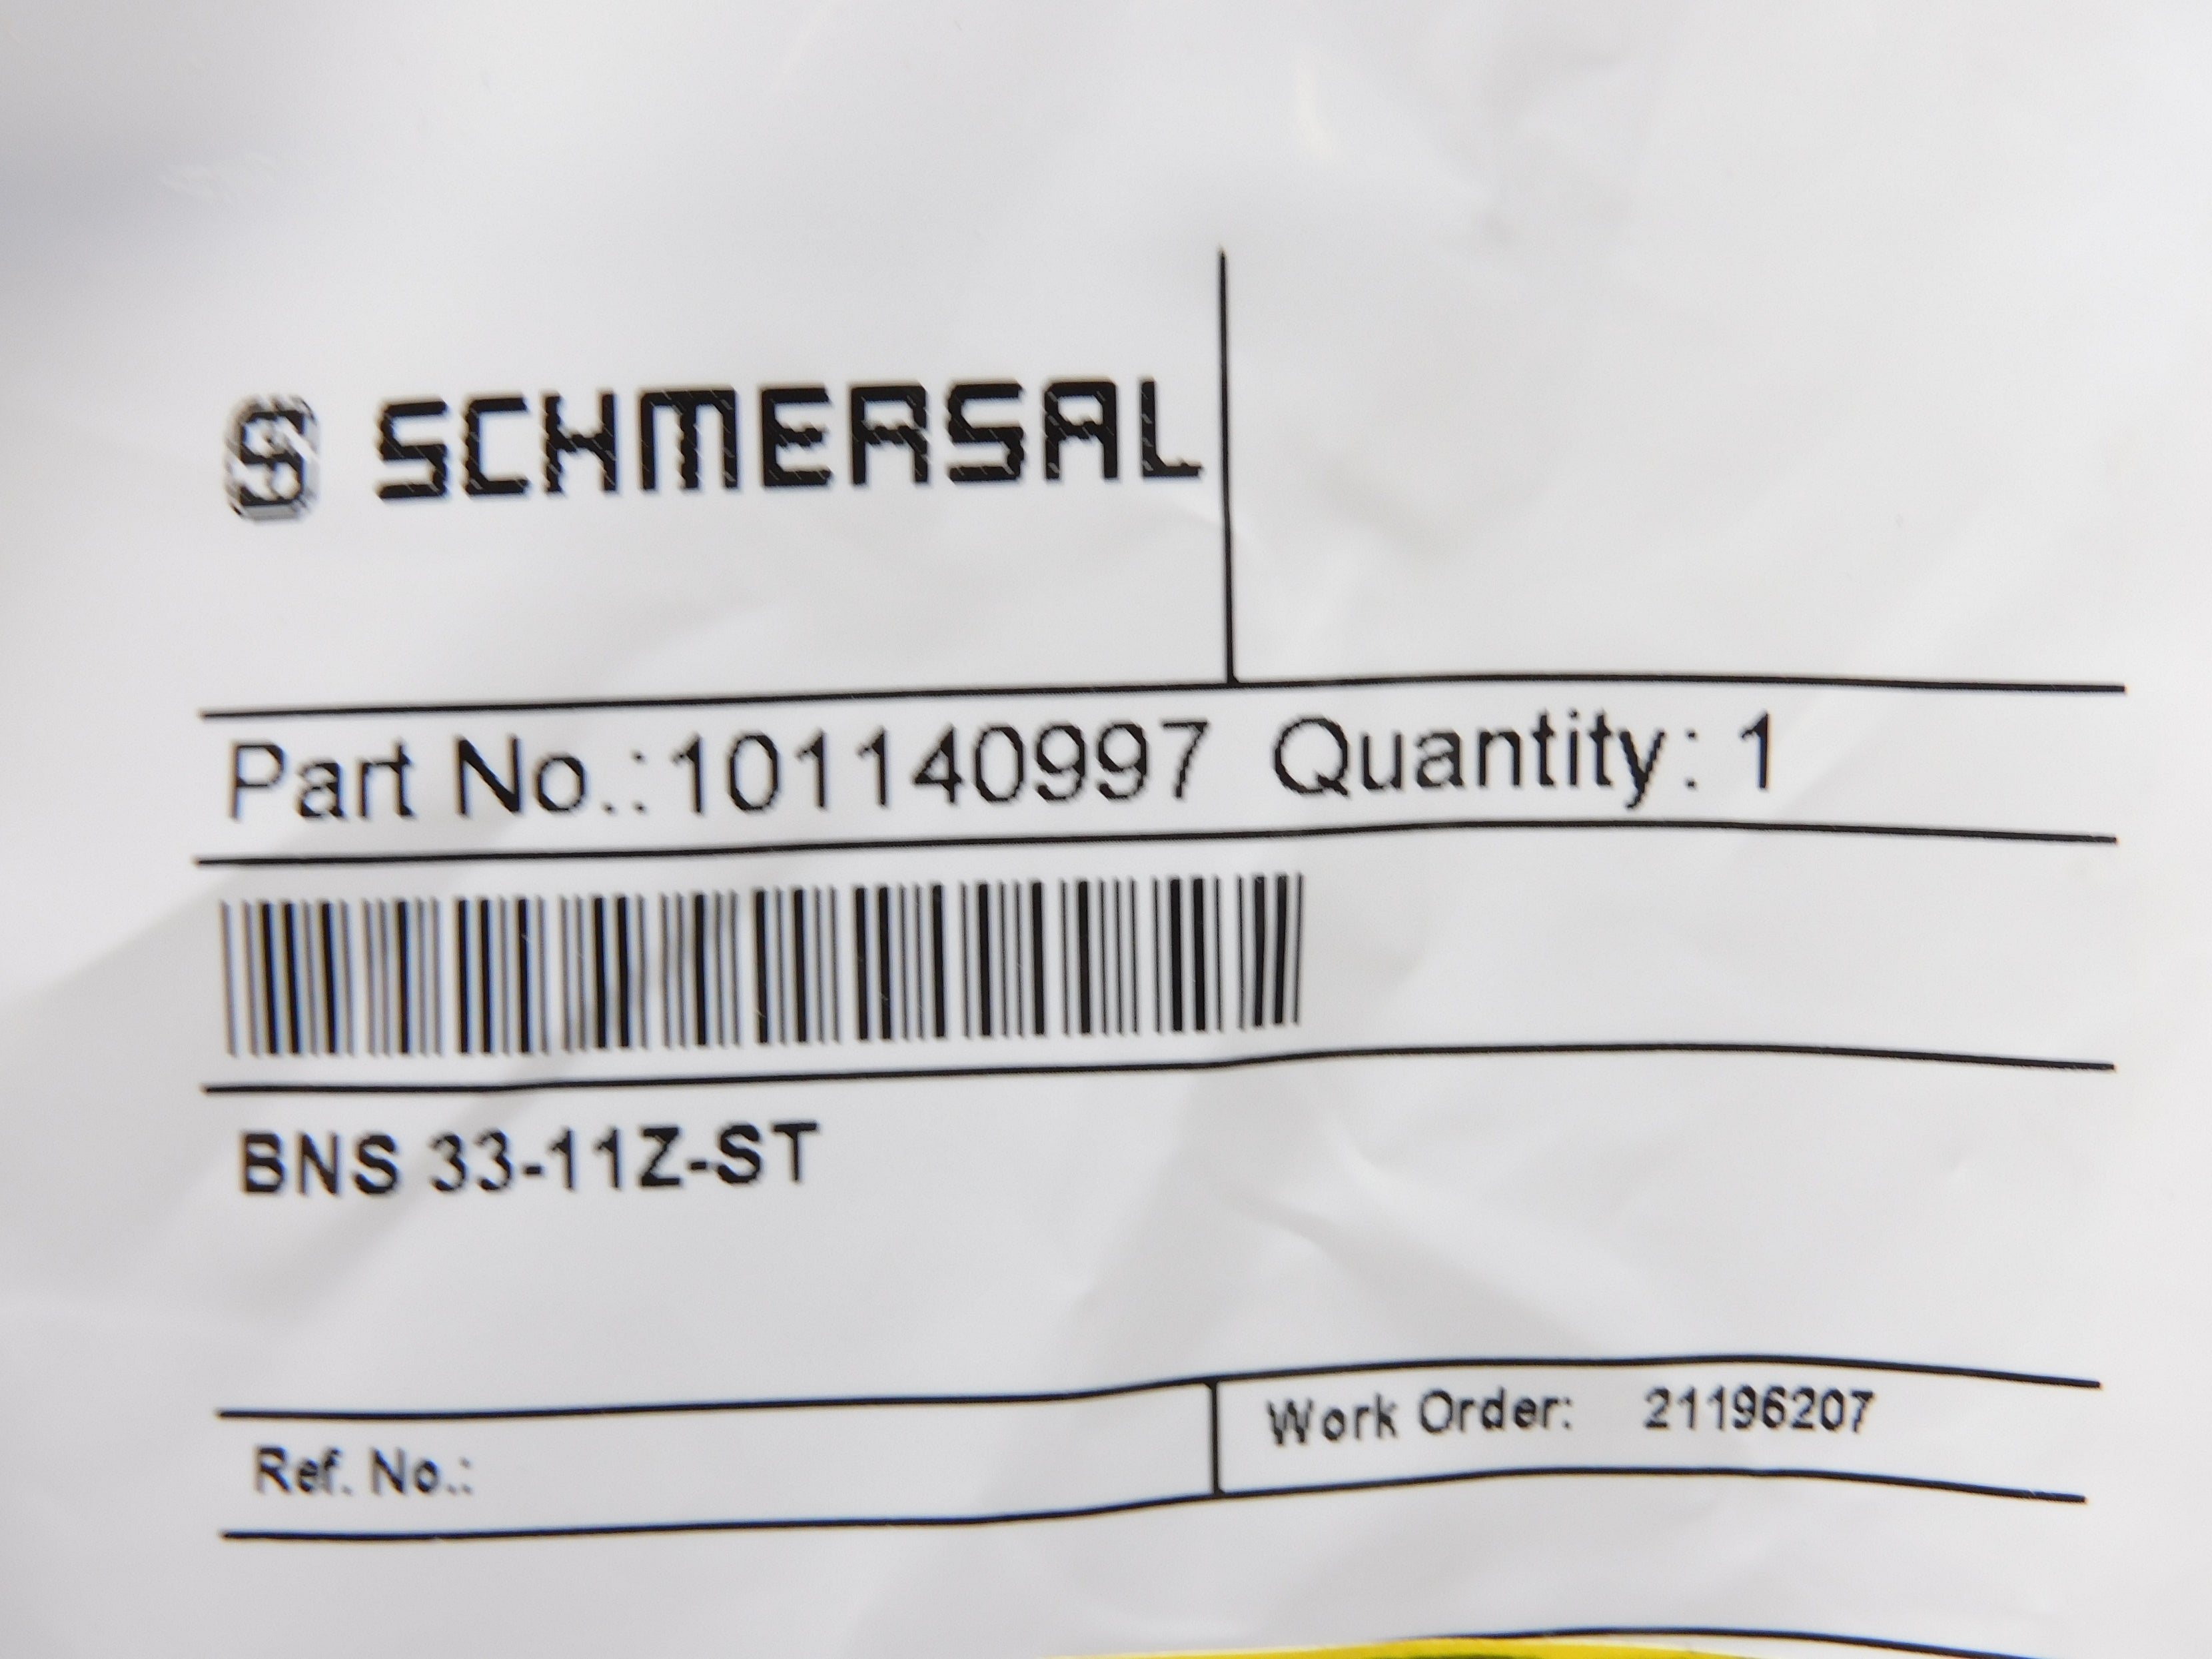 S SCHMERSAL
Part No.:101140997 Quantity: 1
BNS 33-11Z-ST
Work Order: 21196207
Ref. No.: